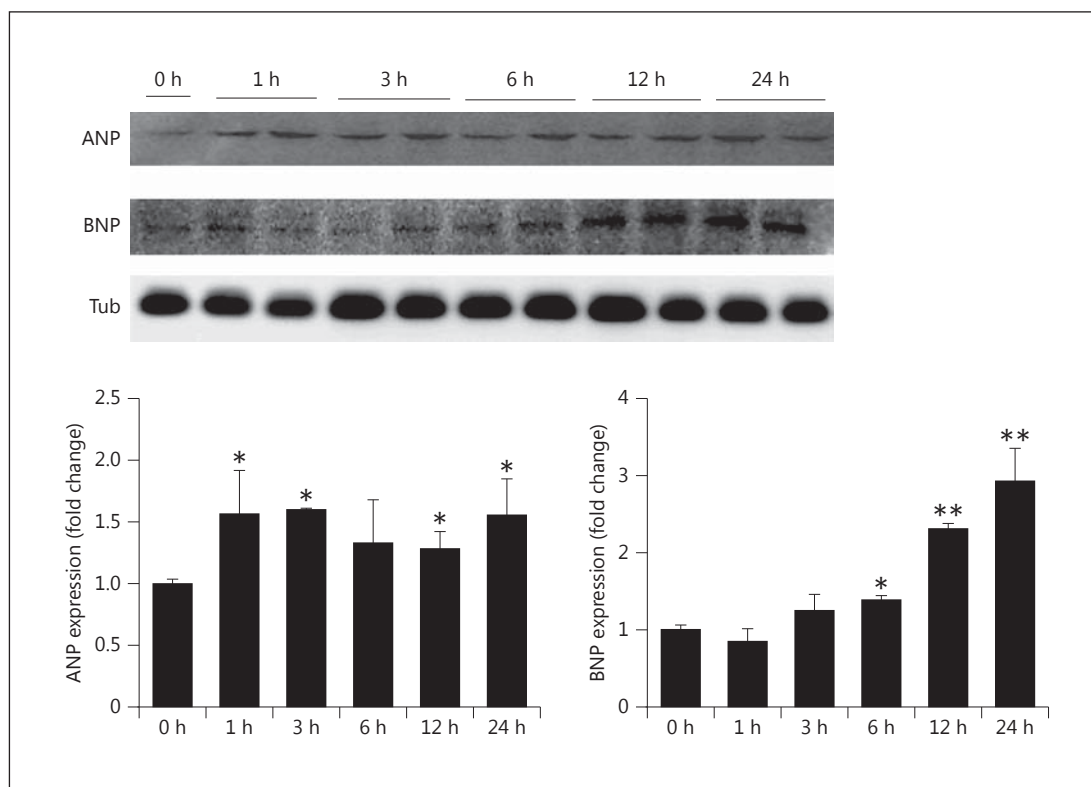 0 h 1 h 3 h 6 h 12 h 24 h
ANP
BNP
Tub
ANP expression (fold change)
2.5
2.0
1.5
1.0
0.5
0
* * * *
0 h 1 h 3 h 6 h 12 h 24 h
BNP expression (fold change)
4
3
2
1
0
* ** **
0 h 1 h 3 h 6 h 12 h 24 h